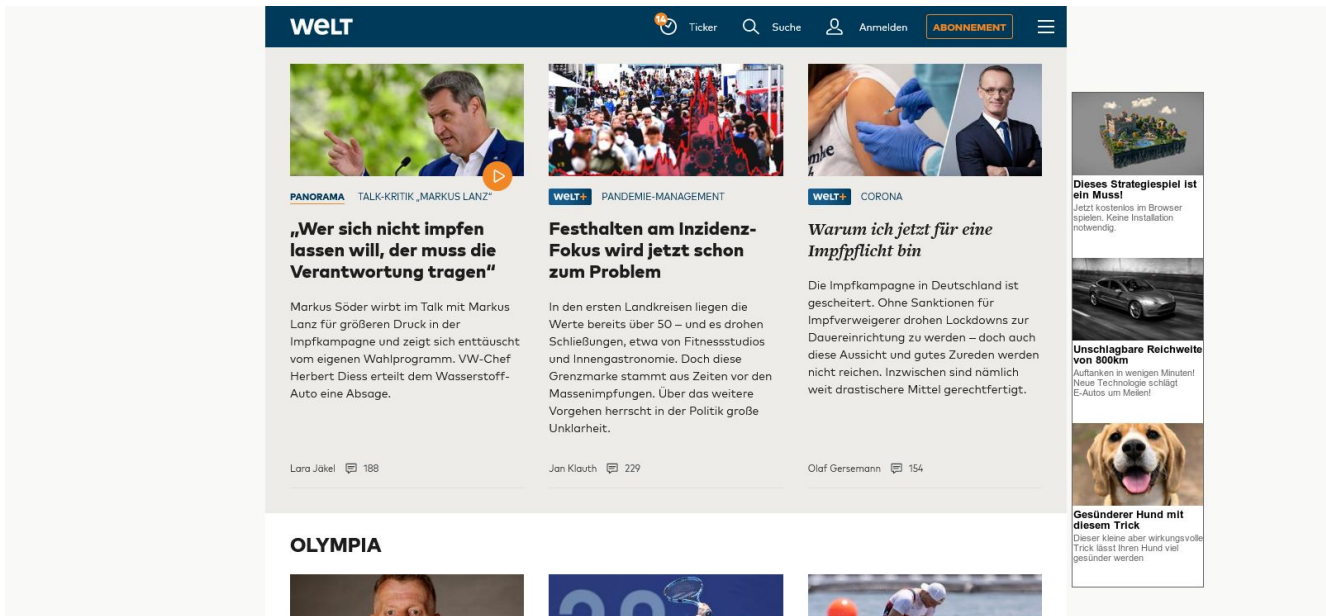 WELT
14
Ticker
Suche
Anmelden
ABONNEMENT
PANORAMA TALK-KRITIK „MARKUS LANZ“
„Wer sich nicht impfen
lassen will, der muss die
Verantwortung tragen“
Markus Söder wirbt im Talk mit Markus
Lanz für größeren Druck in der
Impfkampagne und zeigt sich enttäuscht
vom eigenen Wahlprogramm. VW-Chef
Herbert Diess erteilt dem Wasserstoff-
Auto eine Absage.
Lara Jäkel 188
WELT+ PANDEMIE-MANAGEMENT
Festhalten am Inzidenz-
Fokus wird jetzt schon
zum Problem
In den ersten Landkreisen liegen die
Werte bereits über 50 – und es drohen
Schließungen, etwa von Fitnessstudios
und Innengastronomie. Doch diese
Grenzmarke stammt aus Zeiten vor den
Massenimpfungen. Über das weitere
Vorgehen herrscht in der Politik große
Unklarheit.
Jan Klauth 229
WELT+ CORONA
Warum ich jetzt für eine
Impfpflicht bin
Die Impfkampagne in Deutschland ist
gescheitert. Ohne Sanktionen für
Impfverweigerer drohen Lockdowns zur
Dauereinrichtung zu werden – doch auch
diese Aussicht und gutes Zureden werden
nicht reichen. Inzwischen sind nämlich
weit drastischere Mittel gerechtfertigt.
Olaf Gersemann 154
Dieses Strategiespiel ist
ein Muss!
Jetzt kostenlos im Browser
spielen. Keine Installation
notwendig.
Unschlagbare Reichweite
von 800km
Auftanken in wenigen Minuten!
Neue Technologie schlägt
E-Autos um Meilen!
Gesünderer Hund mit
diesem Trick
Dieser kleine aber wirkungsvolle
Trick lässt Ihren Hund viel
gesünder werden
OLYMPIA